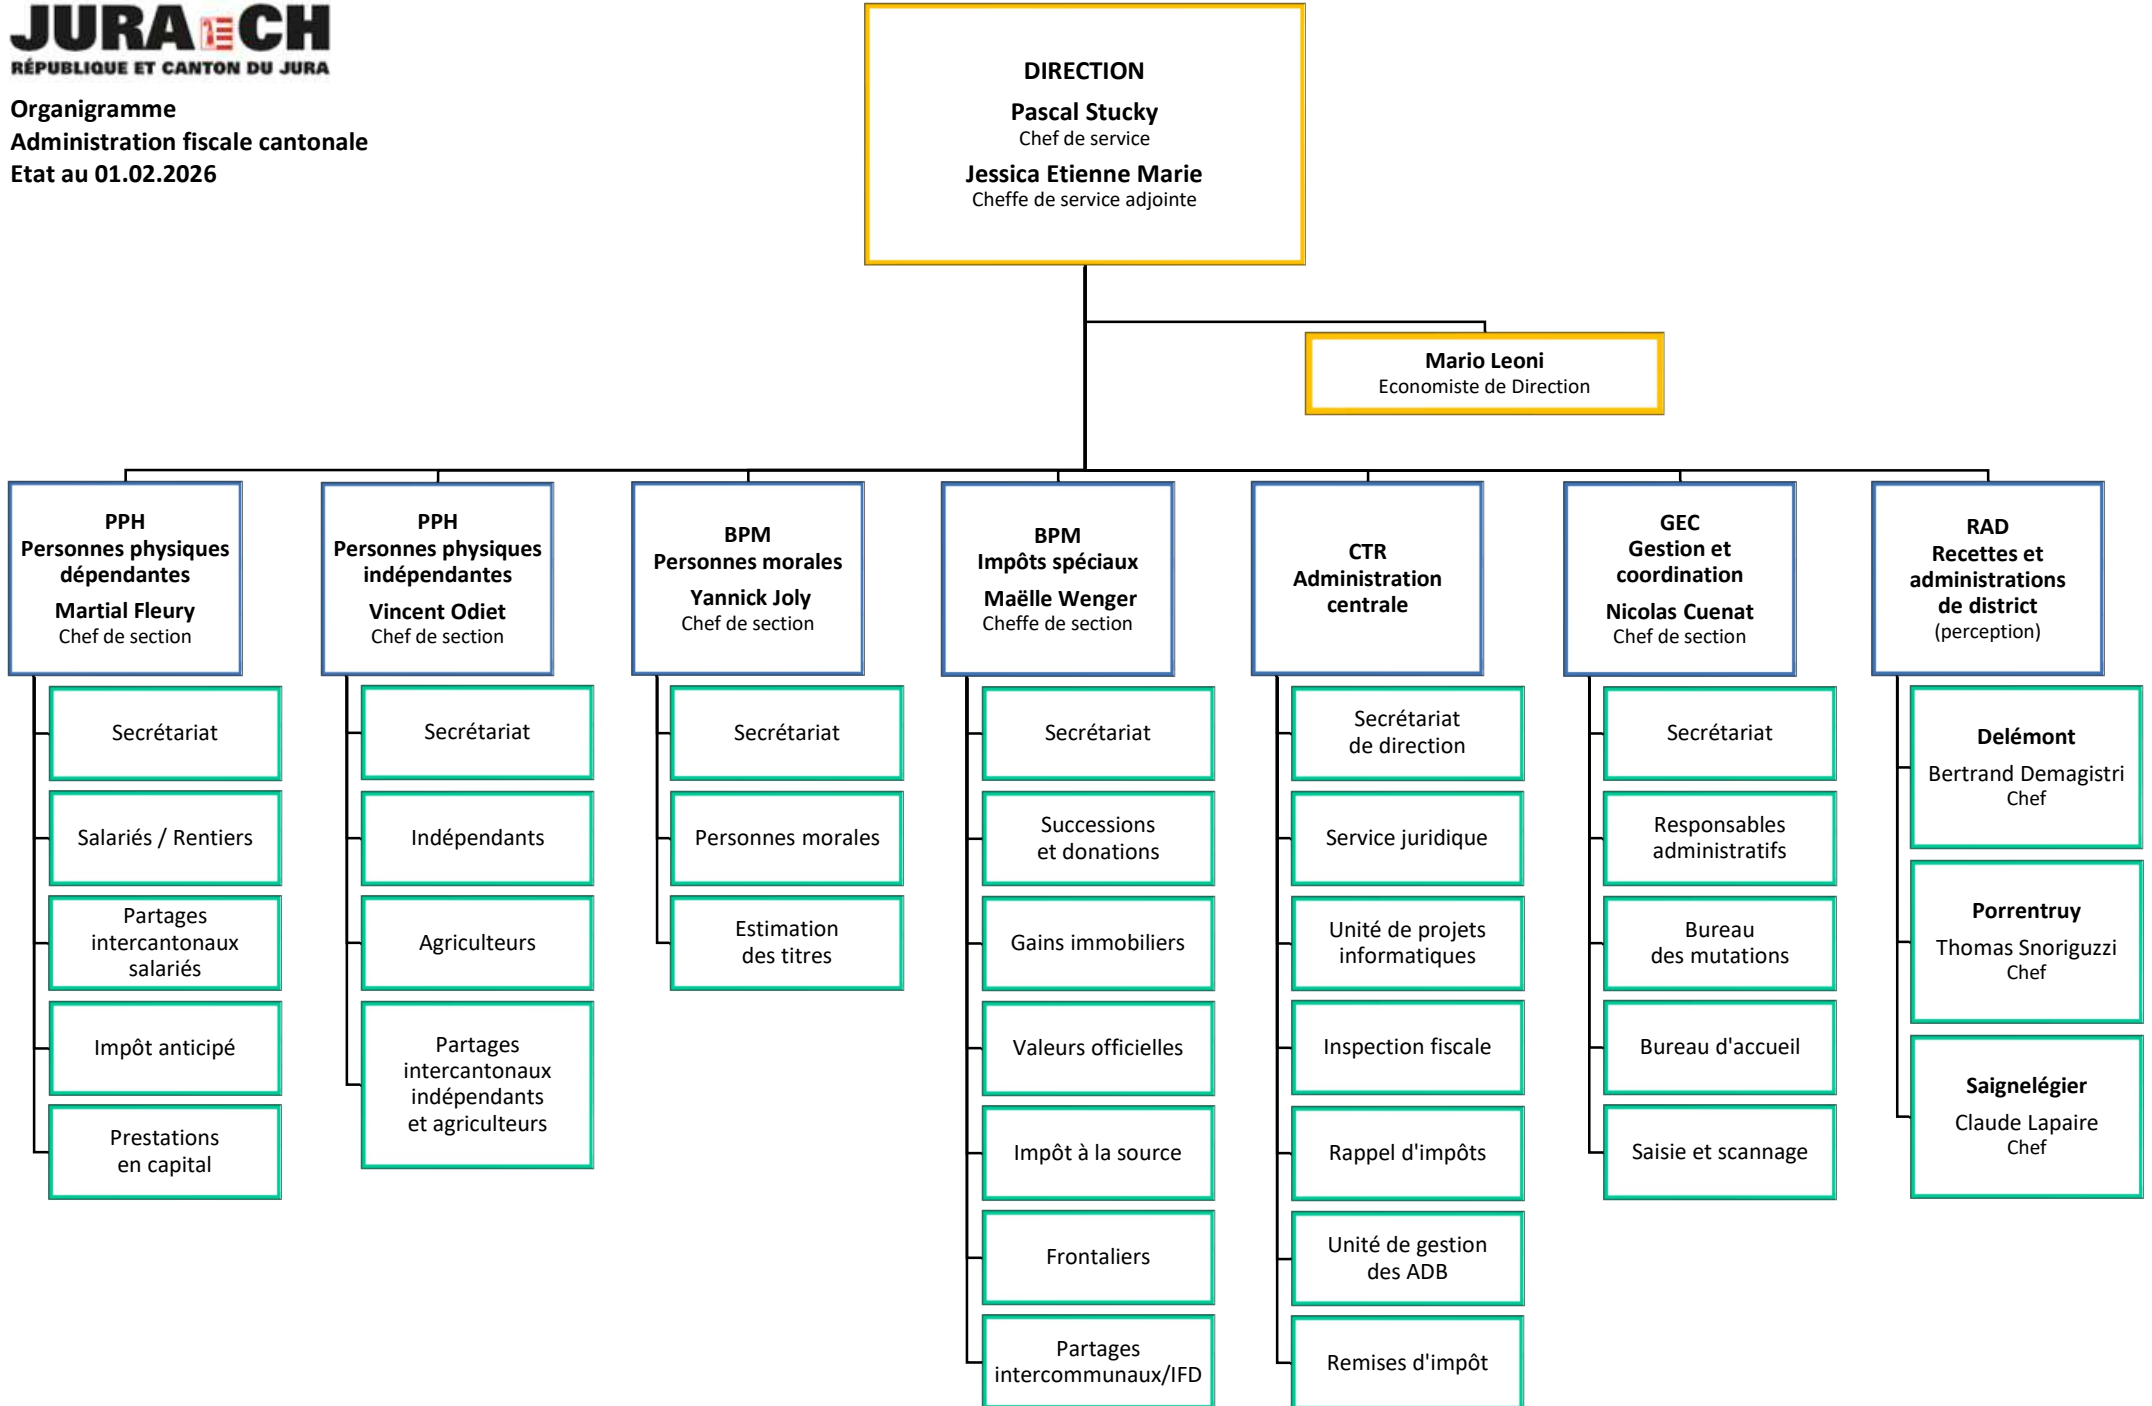 JURA CH
RÉPUBLIQUE ET CANTON DU JURA
Organigramme
Administration fiscale cantonale
Etat au 01.02.2026
DIRECTION
Pascal Stucky
Chef de service
Jessica Etienne Marie
Cheffe de service adjointe
Mario Leoni
Economiste de Direction
PPH
Personnes physiques
dépendantes
Martial Fleury
Chef de section
Secrétariat
Salariés / Rentiers
Partages
intercantonaux
salariés
Impôt anticipé
Prestations
en capital
PPH
Personnes physiques
indépendantes
Vincent Odiet
Chef de section
Secrétariat
Indépendants
Agriculteurs
Partages
intercantonaux
indépendants
et agriculteurs
BPM
Personnes morales
Yannick Joly
Chef de section
Secrétariat
Personnes morales
Estimation
des titres
BPM
Impôts spéciaux
Maëlle Wenger
Cheffe de section
Secrétariat
Successions
et donations
Gains immobiliers
Valeurs officielles
Impôt à la source
Frontaliers
Partages
intercommunaux/IFD
CTR
Administration
centrale
Secrétariat
de direction
Service juridique
Unité de projets
informatiques
Inspection fiscale
Rappel d'impôts
Unité de gestion
des ADB
Remises d'impôt
GEC
Gestion et
coordination
Nicolas Cuenat
Chef de section
Secrétariat
Responsables
administratifs
Bureau
des mutations
Bureau d'accueil
Saisie et scannage
RAD
Recettes et
administrations
de district
(perception)
Delémont
Bertrand Demagistri
Chef
Porrentruy
Thomas Snoriguzzi
Chef
Saignelégier
Claude Lapaire
Chef